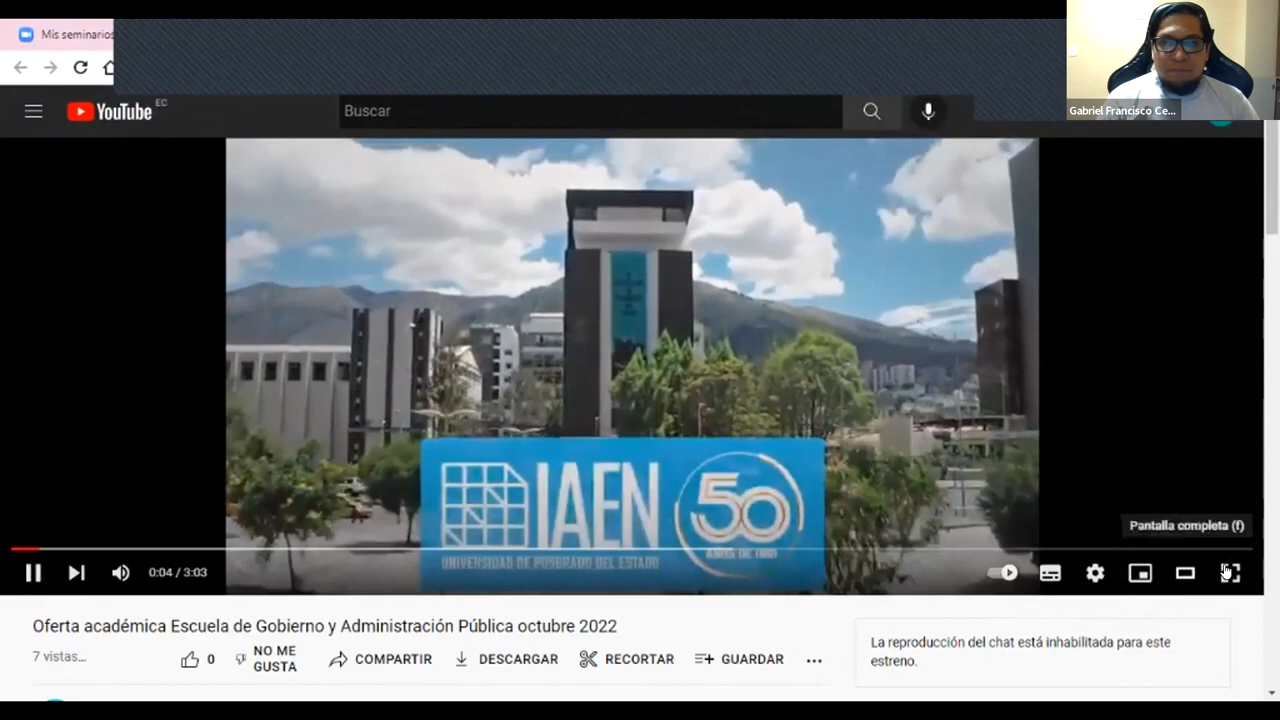 Mis seminarios
YouTube EC
Buscar
Gabriel Francisco Ce...
IAEN 50
UNIVERSIDAD DE POSGRADO DEL ESTADO
Pantalla completa (f)
0:04 / 3:03
Oferta académica Escuela de Gobierno y Administración Pública octubre 2022
7 vistas...
0
NO ME
GUSTA
COMPARTIR
DESCARGAR
RECORTAR
GUARDAR
La reproducción del chat está inhabilitada para este
estreno.